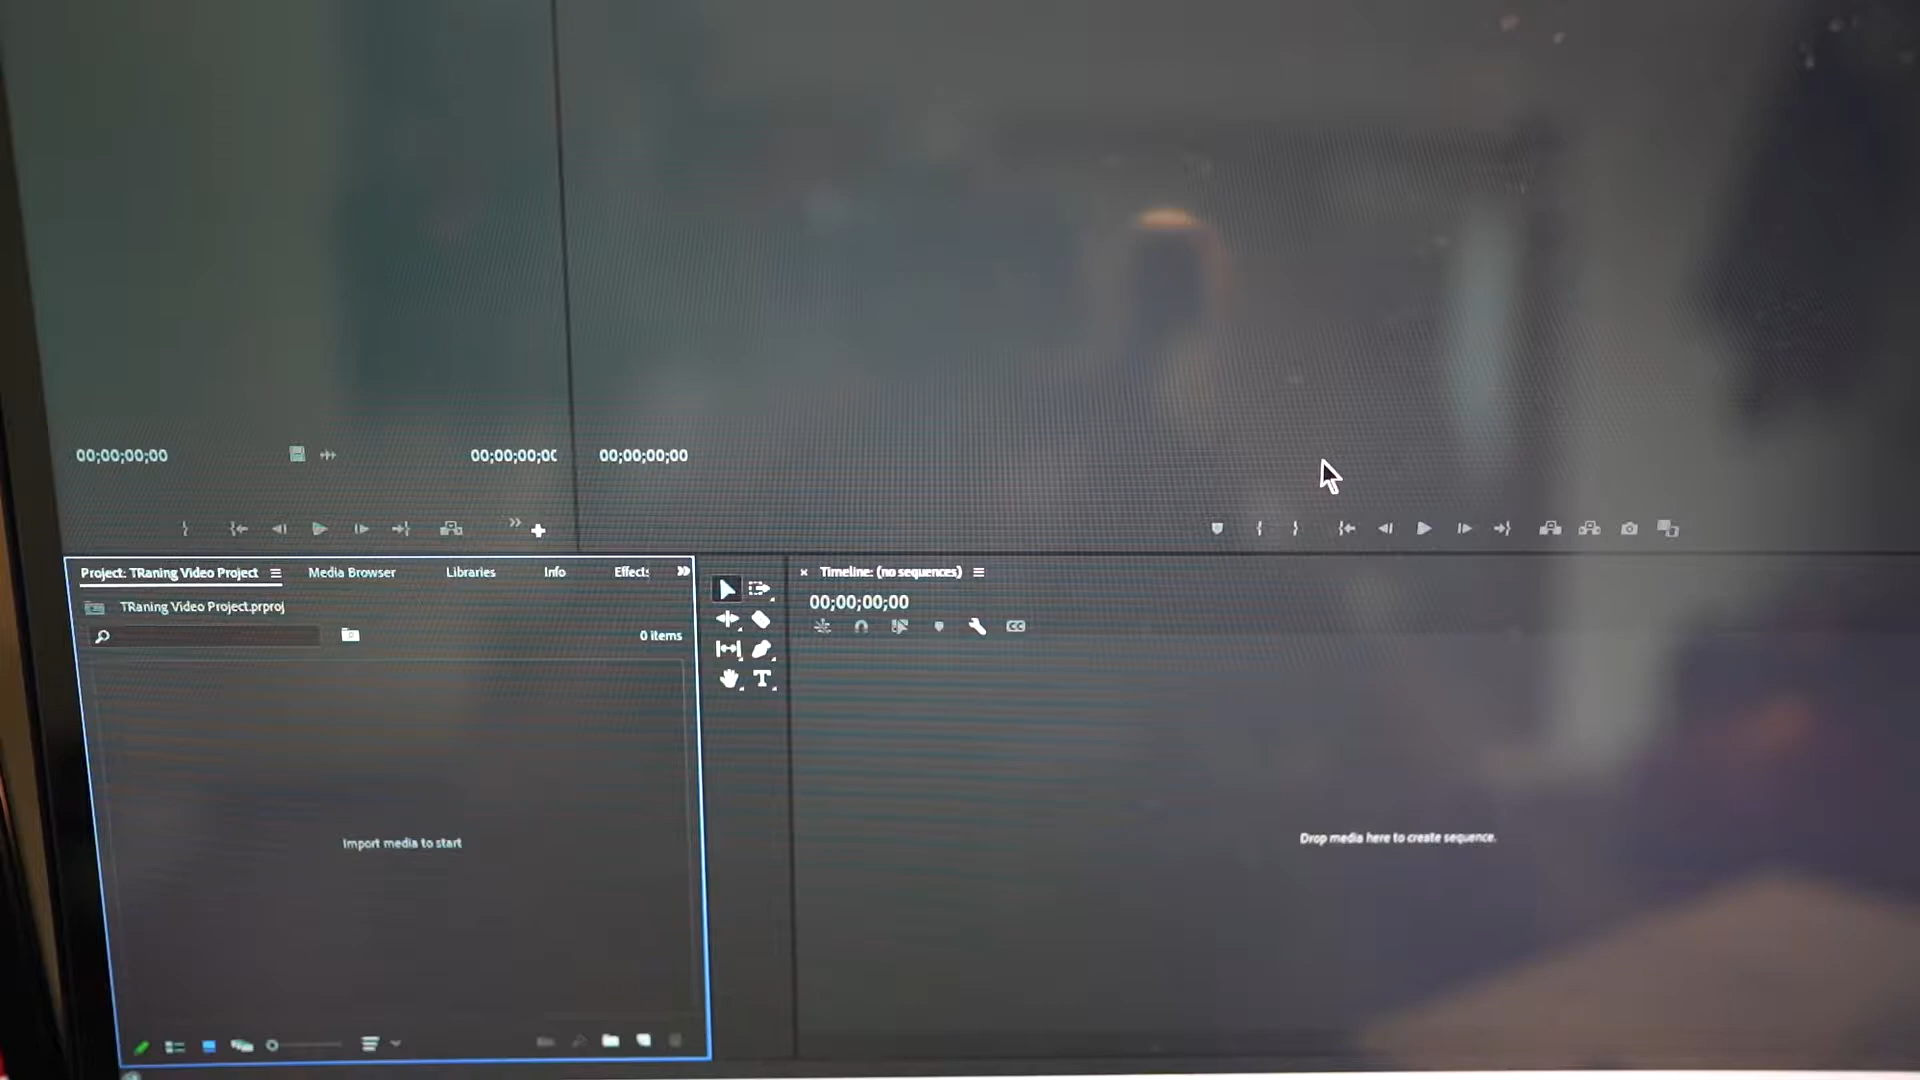 00;00;00;00
00;00;00;0
00;00;00;00
Project: TRaning Video Project
Media Browser
Libraries
Info
Effects
TRaning Video Project.prproj
0 items
Import media to start
Timeline: (no sequences)
00;00;00;00
CC
T
Drop media here to create sequence.